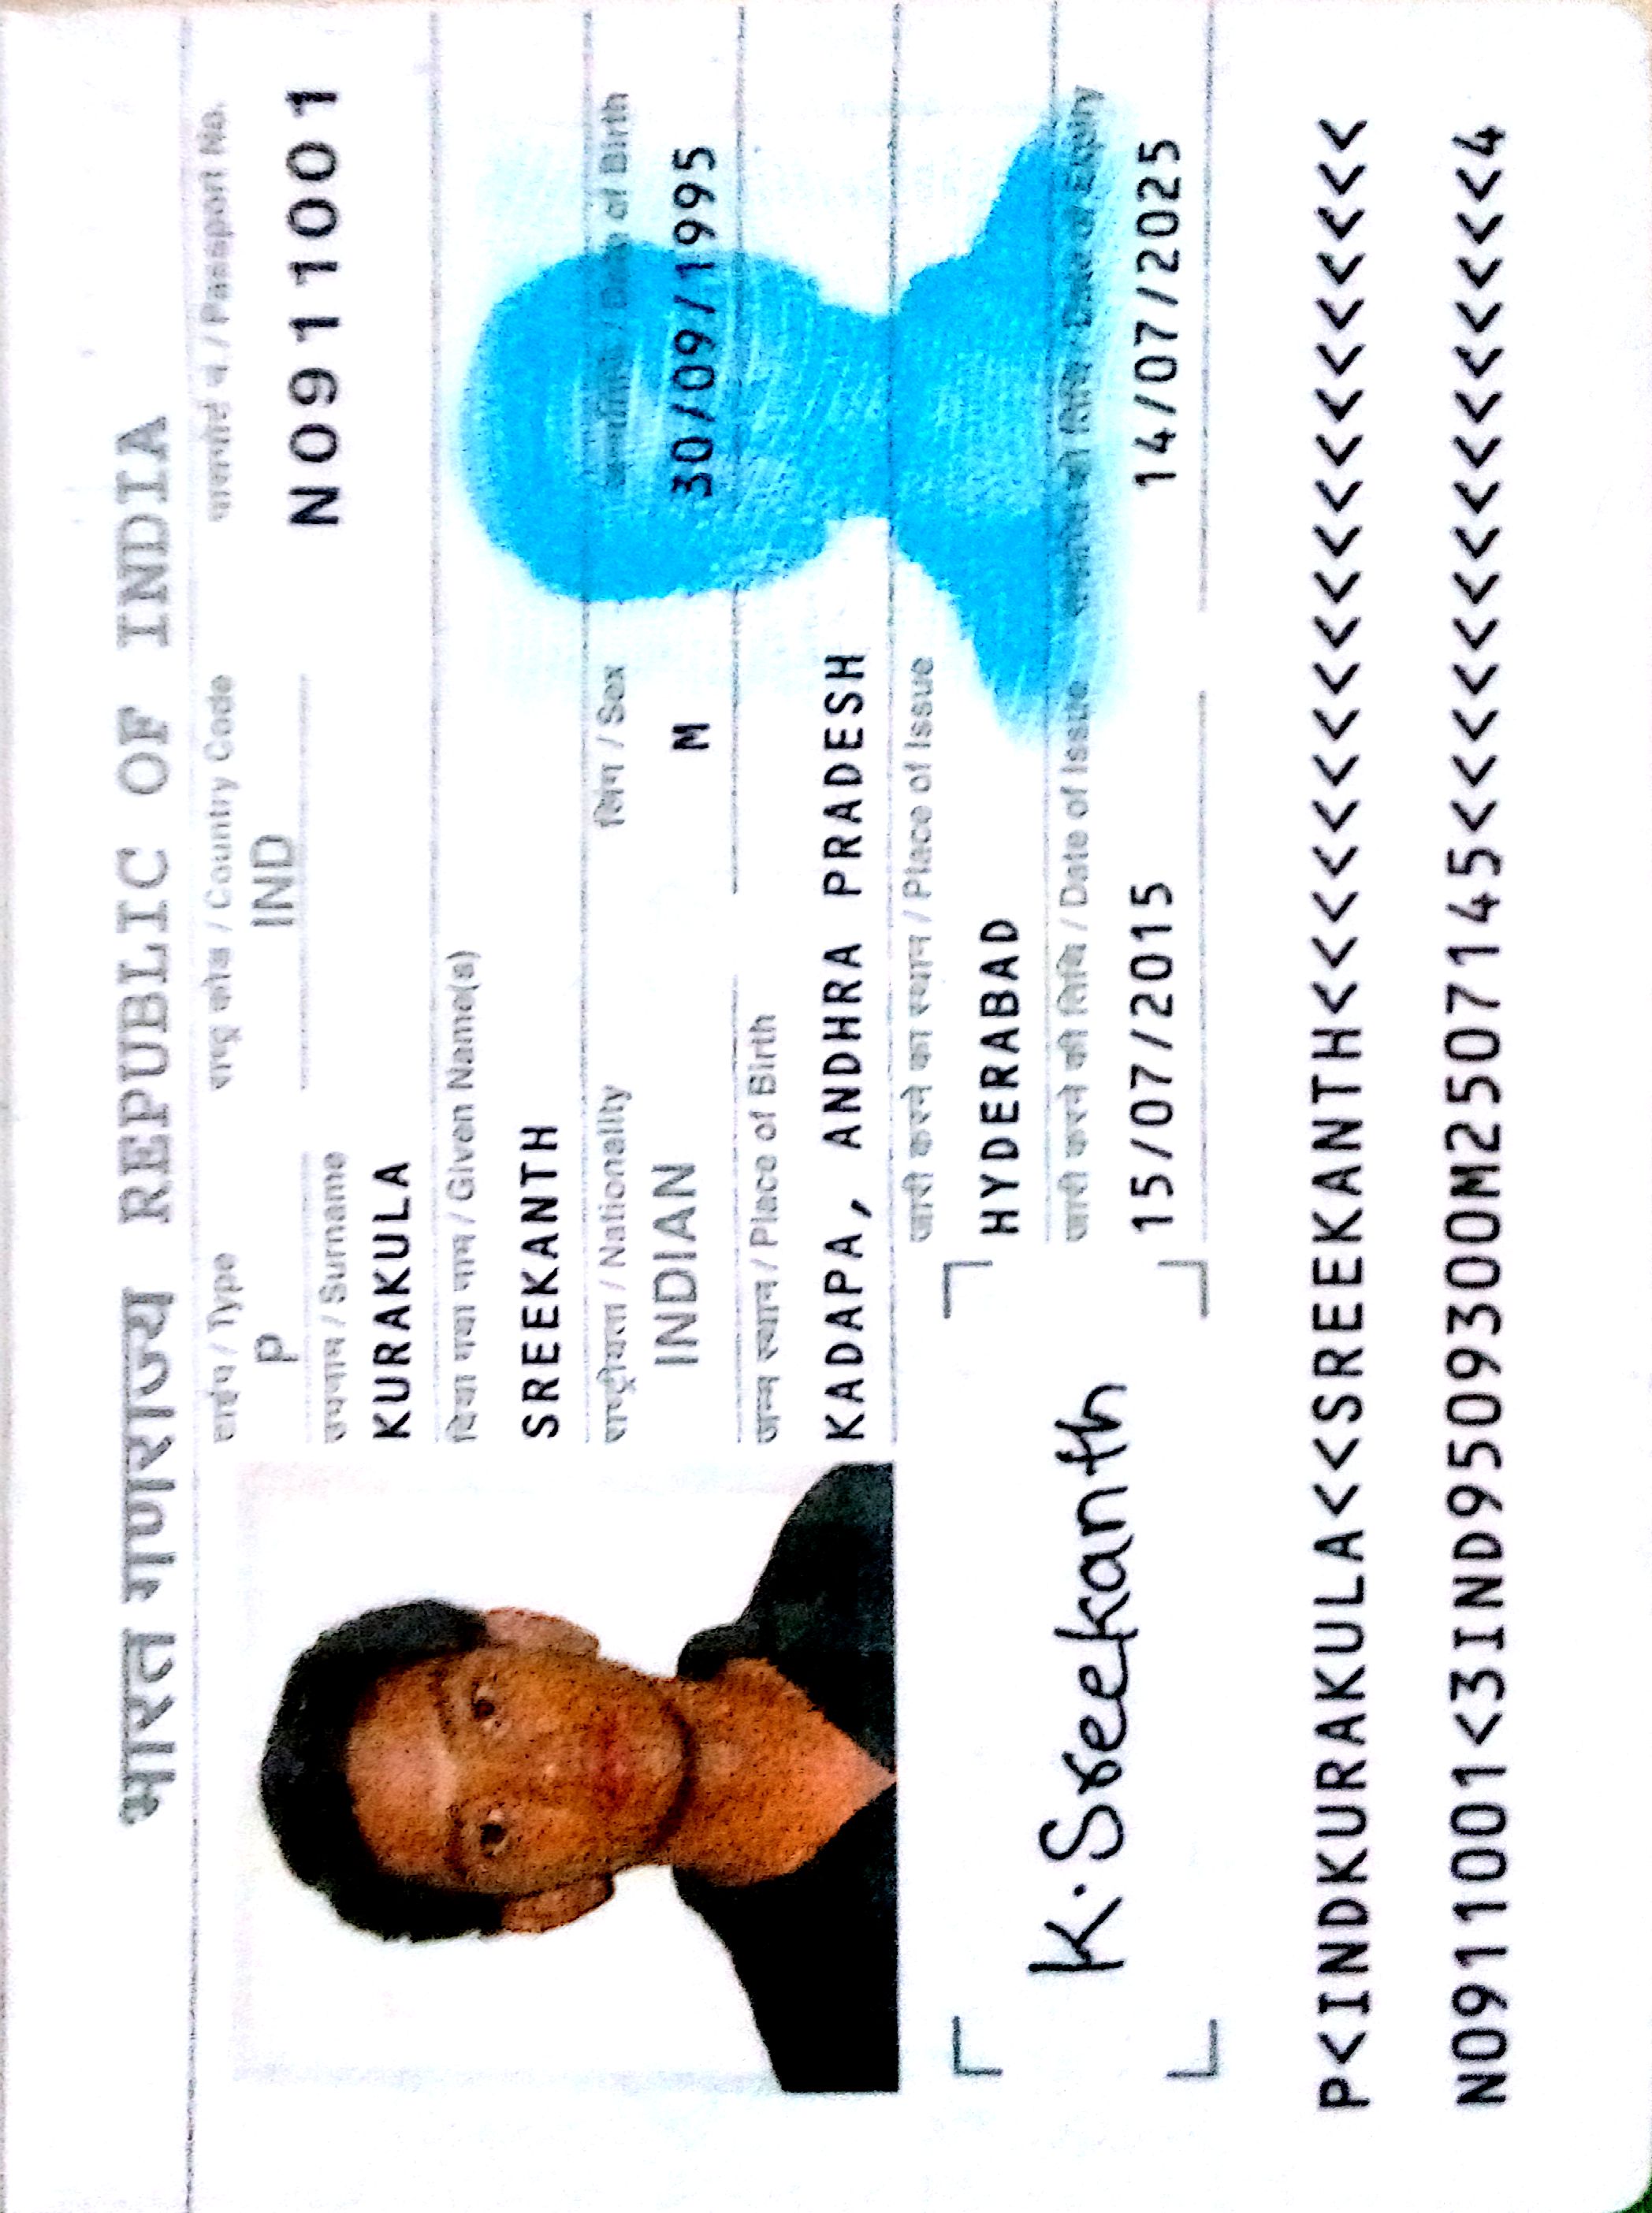 भारत गणराज्य REPUBLIC OF INDIA
टाईप / Type राष्ट्र कोड / Country Code पासपोर्ट नं. / Passport No.
P IND N0911001
उपनाम / Surname
KURAKULA
दिया गया नाम / Given Name(s)
SREEKANTH
राष्ट्रीयता / Nationality लिंग / Sex जन्मतिथि / Date of Birth
INDIAN M 30/09/1995
जन्म स्थान / Place of Birth
KADAPA, ANDHRA PRADESH
जारी करने का स्थान / Place of Issue
HYDERABAD
जारी करने की तिथि / Date of Issue समाप्ति की तिथि / Date of Expiry
15/07/2015 14/07/2025
K. Sreekanth
P<INDKURAKULA<<SREEKANTH<<<<<<<<<<<<<<<<<<<<
N0911001<3IND9509300M2507145<<<<<<<<<<<<<<<4